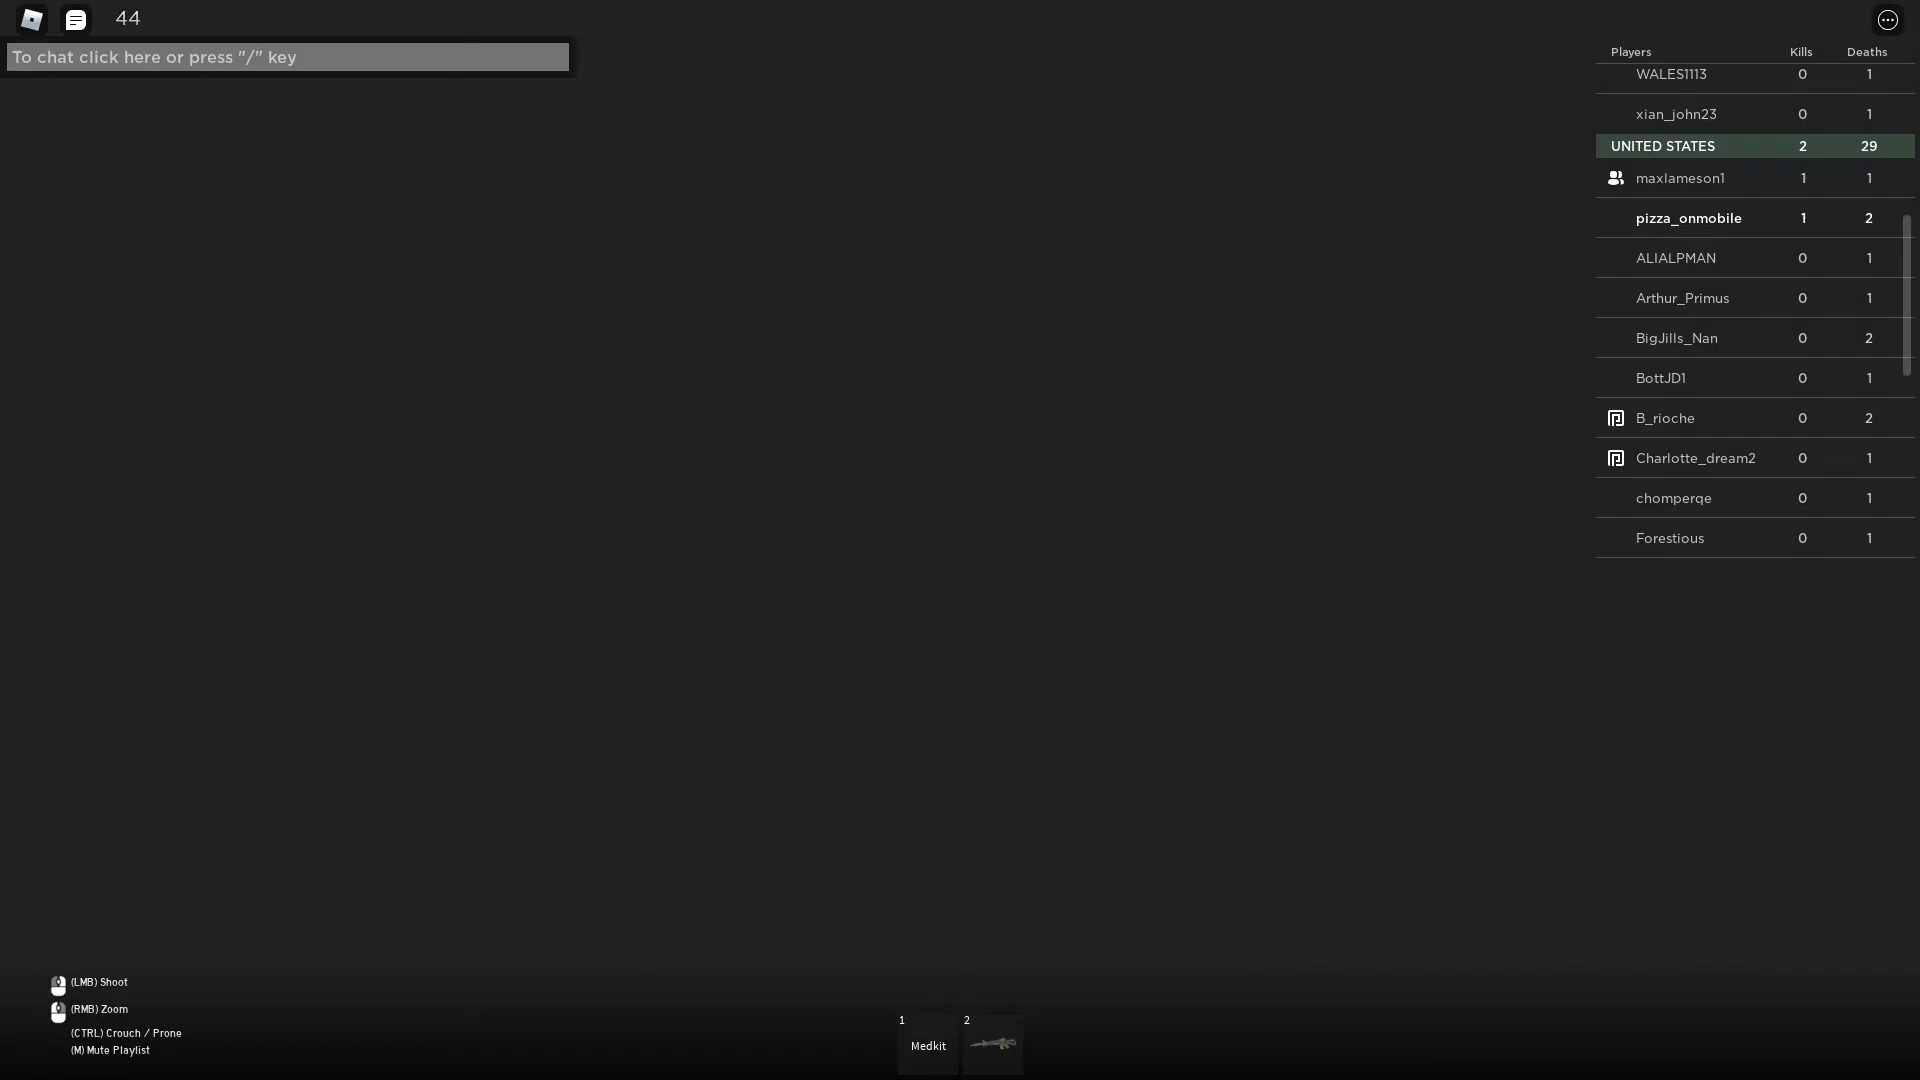 44
To chat click here or press "/" key
Players Kills Deaths
WALES1113 0 1
xian_john23 0 1
UNITED STATES 2 29
maxlameson1 1 1
pizza_onmobile 1 2
ALIALPMAN 0 1
Arthur_Primus 0 1
BigJills_Nan 0 2
BottJD1 0 1
B_rioche 0 2
Charlotte_dream2 0 1
chomperqe 0 1
Forestious 0 1
(LMB) Shoot
(RMB) Zoom
(CTRL) Crouch / Prone
(M) Mute Playlist
1 2
Medkit